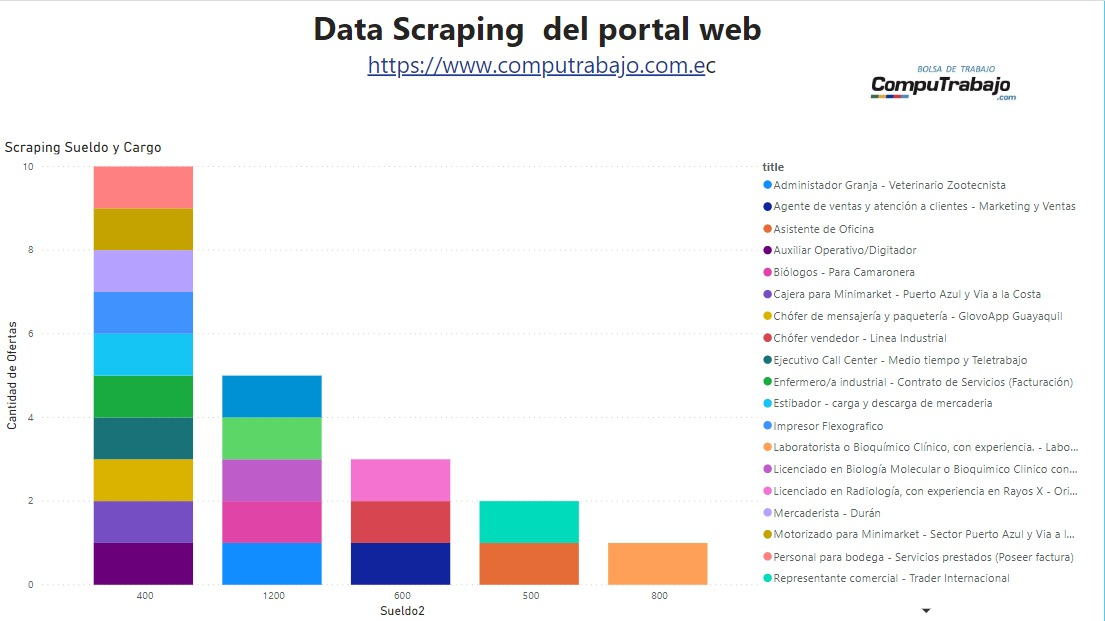 Data Scraping del portal web
https://www.computrabajo.com.ec
BOLSA DE TRABAJO
CompuTrabajo
.com
Scraping Sueldo y Cargo
10
8
6
4
2
0
Cantidad de Ofertas
400 1200 600 500 800
Sueldo2
title
Administador Granja - Veterinario Zootecnista
Agente de ventas y atención a clientes - Marketing y Ventas
Asistente de Oficina
Auxiliar Operativo/Digitador
Biólogos - Para Camaronera
Cajera para Minimarket - Puerto Azul y Via a la Costa
Chófer de mensajería y paquetería - GlovoApp Guayaquil
Chófer vendedor - Linea Industrial
Ejecutivo Call Center - Medio tiempo y Teletrabajo
Enfermero/a industrial - Contrato de Servicios (Facturación)
Estibador - carga y descarga de mercaderia
Impresor Flexografico
Laboratorista o Bioquímico Clínico, con experiencia. - Labo...
Licenciado en Biología Molecular o Bioquimico Clinico con...
Licenciado en Radiología, con experiencia en Rayos X - Ori...
Mercaderista - Durán
Motorizado para Minimarket - Sector Puerto Azul y Via a l...
Personal para bodega - Servicios prestados (Poseer factura)
Representante comercial - Trader Internacional